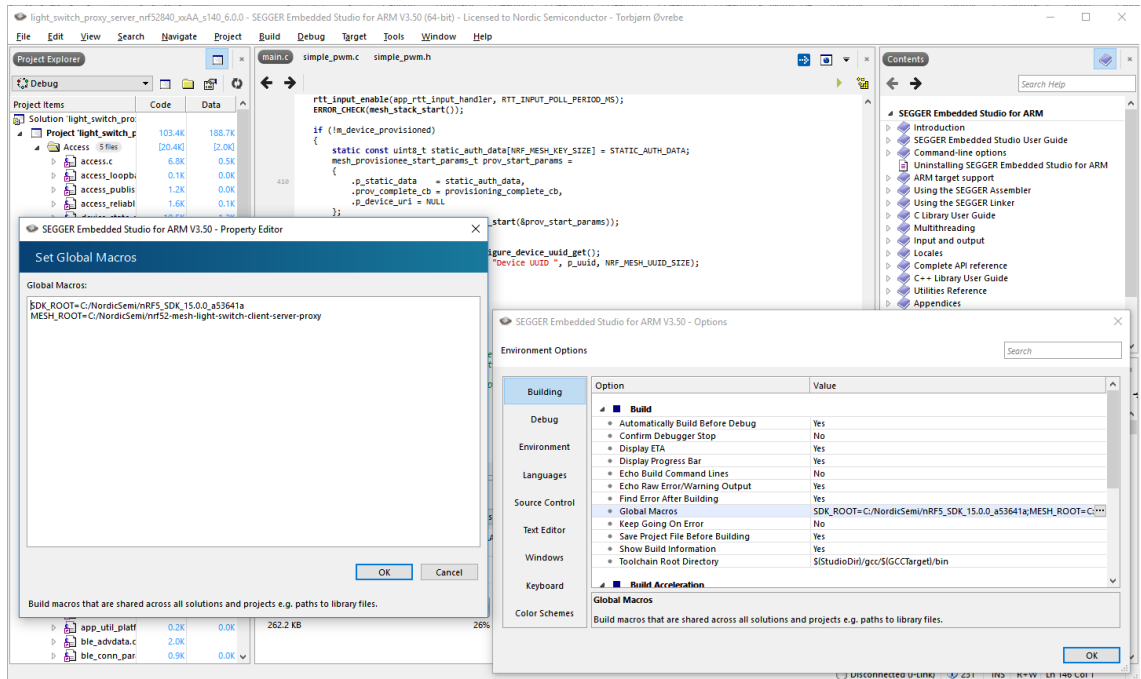 light_switch_proxy_server_nrf52840_xxAA_s140_6.0.0 - SEGGER Embedded Studio for ARM V3.50 (64-bit) - Licensed to Nordic Semiconductor - Torbjørn Øvrebe
File Edit View Search Navigate Project Build Debug Target Tools Window Help
Project Explorer
Debug
Project Items Code Data
Solution 'light_switch_pro
Project 'light_switch_p 103.4K 188.7K
Access 5 files [20.4K] [2.0K]
access.c 6.8K 0.5K
access_loopba 0.1K 0.0K
access_publis 1.2K 0.0K
access_reliabl 1.6K 0.1K
main.c simple_pwm.c simple_pwm.h
rtt_input_enable(app_rtt_input_handler, RTT_INPUT_POLL_PERIOD_MS);
ERROR_CHECK(mesh_stack_start());
if (!m_device_provisioned)
{
static const uint8_t static_auth_data[NRF_MESH_KEY_SIZE] = STATIC_AUTH_DATA;
mesh_provisionee_start_params_t prov_start_params =
{
410 .p_static_data = static_auth_data,
.prov_complete_cb = provisioning_complete_cb,
.p_device_uri = NULL
};
_start(&prov_start_params));
igure_device_uuid_get();
"Device UUID ", p_uuid, NRF_MESH_UUID_SIZE);
Contents
Search Help
SEGGER Embedded Studio for ARM
Introduction
SEGGER Embedded Studio User Guide
Command-line options
Uninstalling SEGGER Embedded Studio for ARM
ARM target support
Using the SEGGER Assembler
Using the SEGGER Linker
C Library User Guide
Multithreading
Input and output
Locales
Complete API reference
C++ Library User Guide
Utilities Reference
Appendices
SEGGER Embedded Studio for ARM V3.50 - Property Editor
Set Global Macros
Global Macros:
SDK_ROOT=C:/NordicSemi/nRF5_SDK_15.0.0_a53641a
MESH_ROOT=C:/NordicSemi/nrf52-mesh-light-switch-client-server-proxy
OK Cancel
Build macros that are shared across all solutions and projects e.g. paths to library files.
SEGGER Embedded Studio for ARM V3.50 - Options
Environment Options
Search
Building
Debug
Environment
Languages
Source Control
Text Editor
Windows
Keyboard
Color Schemes
Option Value
Build
Automatically Build Before Debug Yes
Confirm Debugger Stop No
Display ETA Yes
Display Progress Bar Yes
Echo Build Command Lines No
Echo Raw Error/Warning Output Yes
Find Error After Building Yes
Global Macros SDK_ROOT=C:/NordicSemi/nRF5_SDK_15.0.0_a53641a;MESH_ROOT=C:
Keep Going On Error No
Save Project File Before Building Yes
Show Build Information Yes
Toolchain Root Directory $(StudioDir)/gcc/$(GCCTarget)/bin
Build Acceleration
Global Macros
Build macros that are shared across all solutions and projects e.g. paths to library files.
OK
app_util_platf 0.2K 0.0K
ble_advdata.c 2.0K
ble_conn_par 0.9K 0.0K
262.2 KB 26%
Disconnected (J-Link) 231 INS R+W Ln 146 Col 1